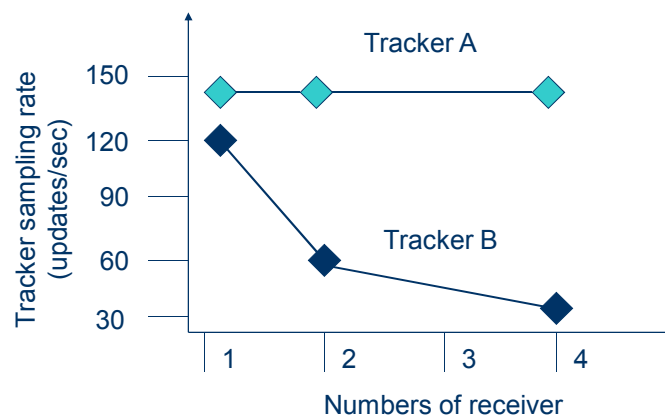 Tracker A
150
120
90
60
30
Tracker sampling rate
(updates/sec)
Tracker B
1 2 3 4
Numbers of receiver